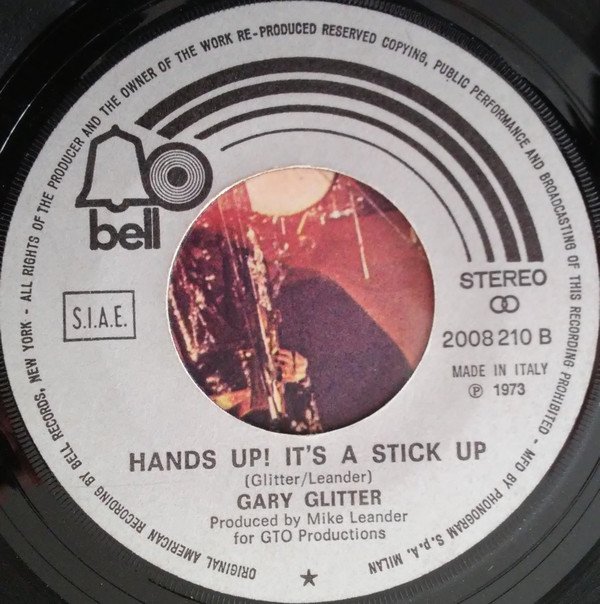 ORIGINAL AMERICAN RECORDING BY BELL RECORDS, NEW YORK - ALL RIGHTS OF THE PRODUCER AND THE OWNER OF THE WORK RE-PRODUCED RESERVED COPYING, PUBLIC PERFORMANCE AND BROADCASTING OF THIS RECORDING PROHIBITED - MFG BY PHONOGRAM S.p.A. MILAN
bell
S.I.A.E.
STEREO
2008 210 B
MADE IN ITALY
℗ 1973
HANDS UP! IT'S A STICK UP
(Glitter/Leander)
GARY GLITTER
Produced by Mike Leander
for GTO Productions